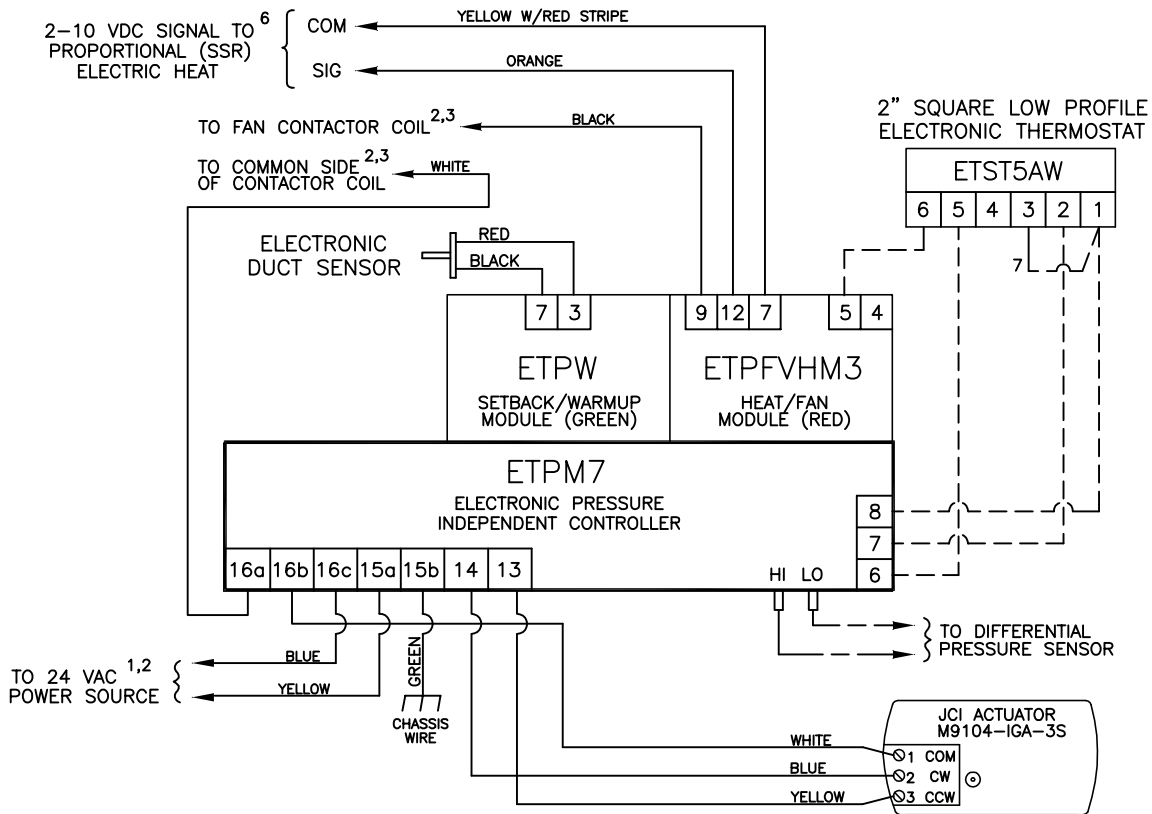 2-10 VDC SIGNAL TO 6
PROPORTIONAL (SSR)
ELECTRIC HEAT
COM
SIG
YELLOW W/RED STRIPE
ORANGE
TO FAN CONTACTOR COIL 2,3
BLACK
TO COMMON SIDE 2,3
OF CONTACTOR COIL
WHITE
ELECTRONIC
DUCT SENSOR
RED
BLACK
2" SQUARE LOW PROFILE
ELECTRONIC THERMOSTAT
ETST5AW
6 5 4 3 2 1
7
7 3
ETPW
SETBACK/WARMUP
MODULE (GREEN)
9 12 7 5 4
ETPFVHM3
HEAT/FAN
MODULE (RED)
ETPM7
ELECTRONIC PRESSURE
INDEPENDENT CONTROLLER
8
7
6
16a 16b 16c 15a 15b 14 13
HI LO
TO DIFFERENTIAL
PRESSURE SENSOR
TO 24 VAC 1,2
POWER SOURCE
BLUE
YELLOW
GREEN
CHASSIS
WIRE
WHITE
BLUE
YELLOW
JCI ACTUATOR
M9104-IGA-3S
1 COM
2 CW
3 CCW